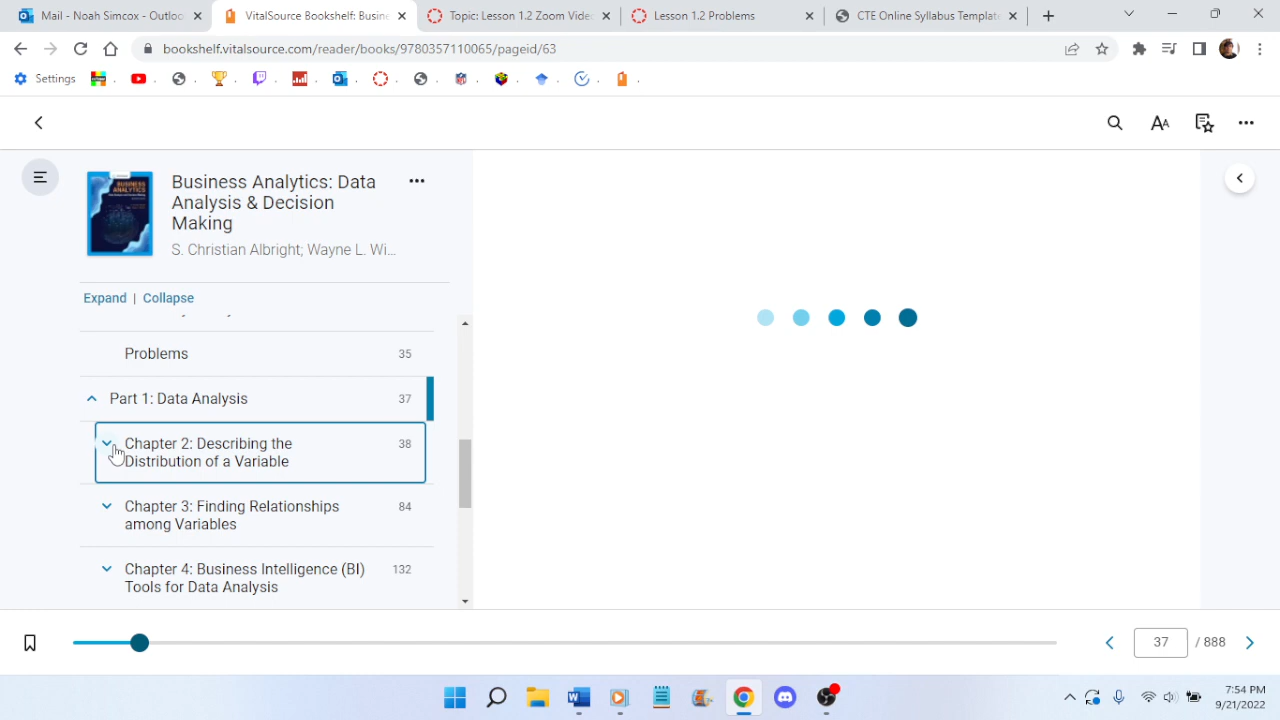 Mail - Noah Simcox - Outloo
VitalSource Bookshelf: Busine
Topic: Lesson 1.2 Zoom Vide
Lesson 1.2 Problems
CTE Online Syllabus Templat
bookshelf.vitalsource.com/reader/books/9780357110065/pageid/63
Settings
Business Analytics: Data
Analysis & Decision
Making
S. Christian Albright; Wayne L. Wi...
Expand | Collapse
Problems 35
Part 1: Data Analysis 37
Chapter 2: Describing the 38
Distribution of a Variable
Chapter 3: Finding Relationships 84
among Variables
Chapter 4: Business Intelligence (BI) 132
Tools for Data Analysis
37 / 888
7:54 PM
9/21/2022